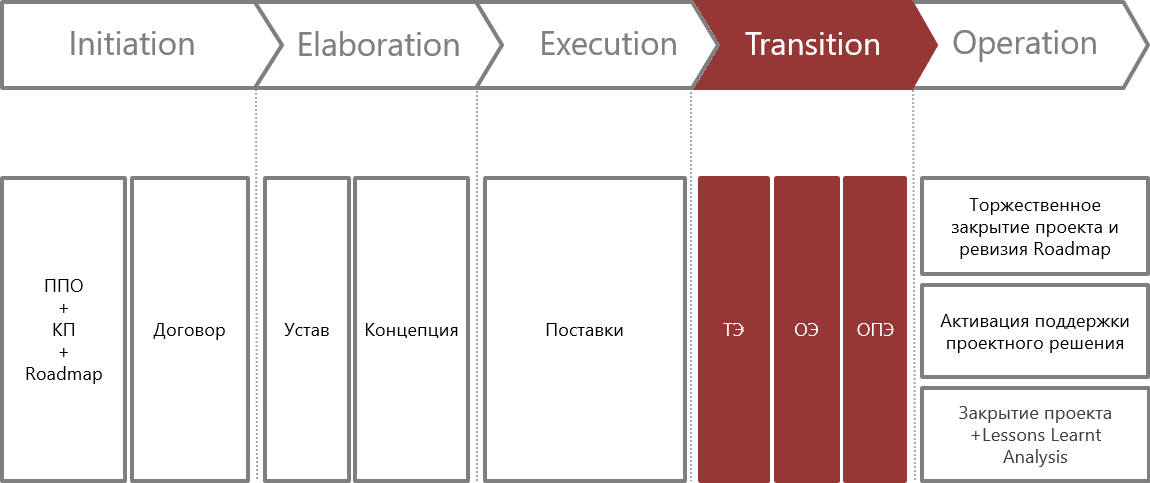 Initiation
Elaboration
Execution
Transition
Operation
ППО
+
КП
+
Roadmap
Договор
Устав
Концепция
Поставки
ТЭ
ОЭ
ОПЭ
Торжественное
закрытие проекта и
ревизия Roadmap
Активация поддержки
проектного решения
Закрытие проекта
+Lessons Learnt
Analysis